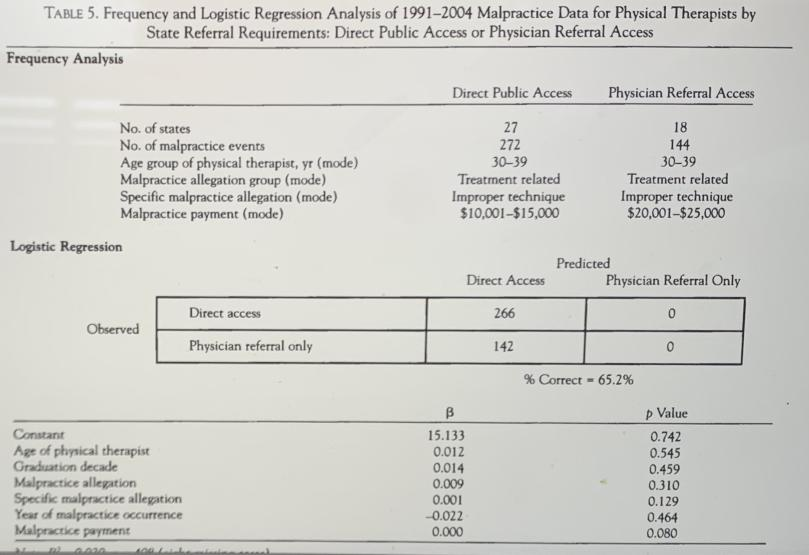 TABLE 5. Frequency and Logistic Regression Analysis of 1991–2004 Malpractice Data for Physical Therapists by
State Referral Requirements: Direct Public Access or Physician Referral Access
Frequency Analysis
Direct Public Access Physician Referral Access
No. of states 27 18
No. of malpractice events 272 144
Age group of physical therapist, yr (mode) 30–39 30–39
Malpractice allegation group (mode) Treatment related Treatment related
Specific malpractice allegation (mode) Improper technique Improper technique
Malpractice payment (mode) $10,001–$15,000 $20,001–$25,000
Logistic Regression
Predicted
Direct Access Physician Referral Only
Direct access 266 0
Observed
Physician referral only 142 0
% Correct = 65.2%
β p Value
Constant 15.133 0.742
Age of physical therapist 0.012 0.545
Graduation decade 0.014 0.459
Malpractice allegation 0.009 0.310
Specific malpractice allegation 0.001 0.129
Year of malpractice occurrence –0.022 0.464
Malpractice payment 0.000 0.080